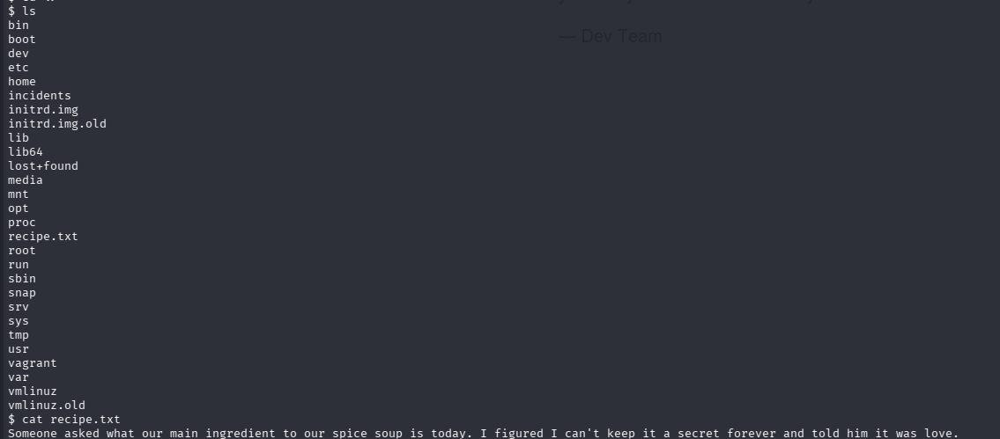 $ ls
— Dev Team
bin
boot
dev
etc
home
incidents
initrd.img
initrd.img.old
lib
lib64
lost+found
media
mnt
opt
proc
recipe.txt
root
run
sbin
snap
srv
sys
tmp
usr
vagrant
var
vmlinuz
vmlinuz.old
$ cat recipe.txt
Someone asked what our main ingredient to our spice soup is today. I figured I can't keep it a secret forever and told him it was love.